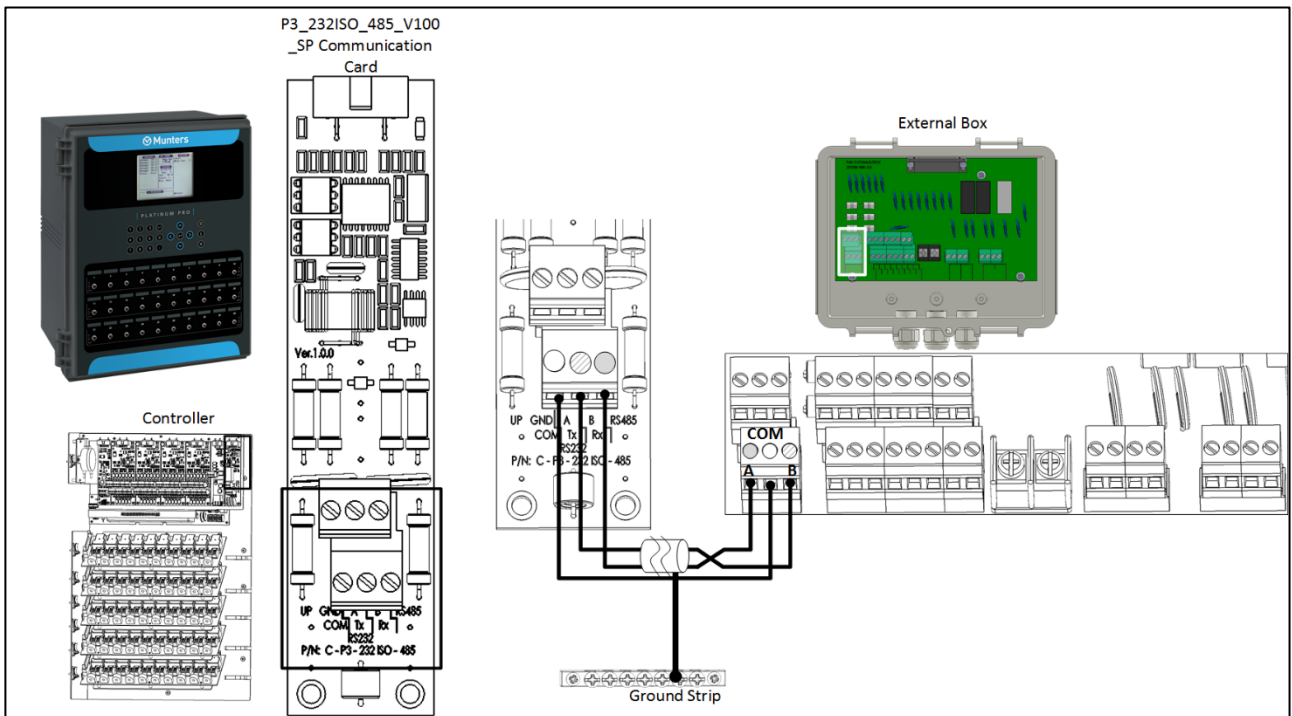 P3_232ISO_485_V100
_SP Communication
Card
Munters
| PLATINUM PRO |
Ver.1.0.0
Controller
UP GND A B RS485
COM Tx Rx
RS232
P/N: C - P3 - 232 ISO - 485
UP GND A B RS485
COM Tx Rx
RS232
P/N: C - P3 - 232 ISO - 485
External Box
COM
A B
Ground Strip